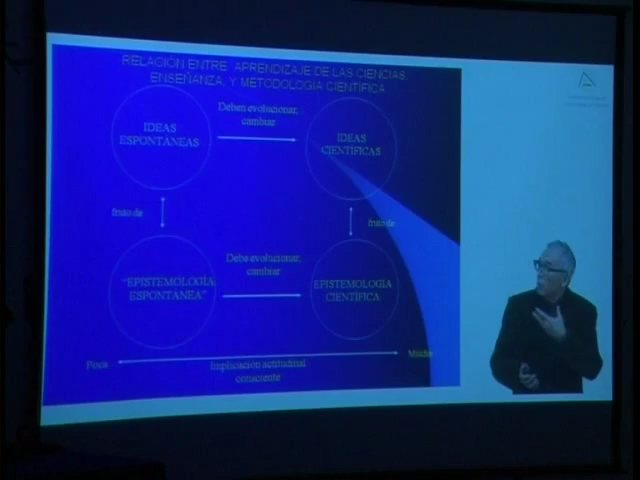 RELACIÓN ENTRE APRENDIZAJE DE LAS CIENCIAS,
ENSEÑANZA, Y METODOLOGÍA CIENTÍFICA
Deben evolucionar,
cambiar
IDEAS
ESPONTÁNEAS
IDEAS
CIENTÍFICAS
fruto de
fruto de
Debe evolucionar,
cambiar
"EPISTEMOLOGÍA
ESPONTANEA"
EPISTEMOLOGÍA
CIENTÍFICA
Poca
Mucha
Implicación actitudinal
consciente